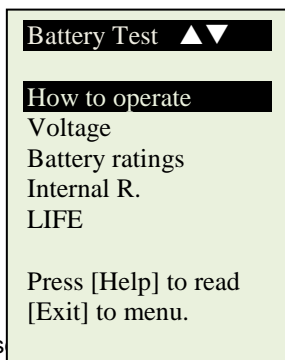 Battery Test ▲▼
How to operate
Voltage
Battery ratings
Internal R.
LIFE
Press [Help] to read
[Exit] to menu.